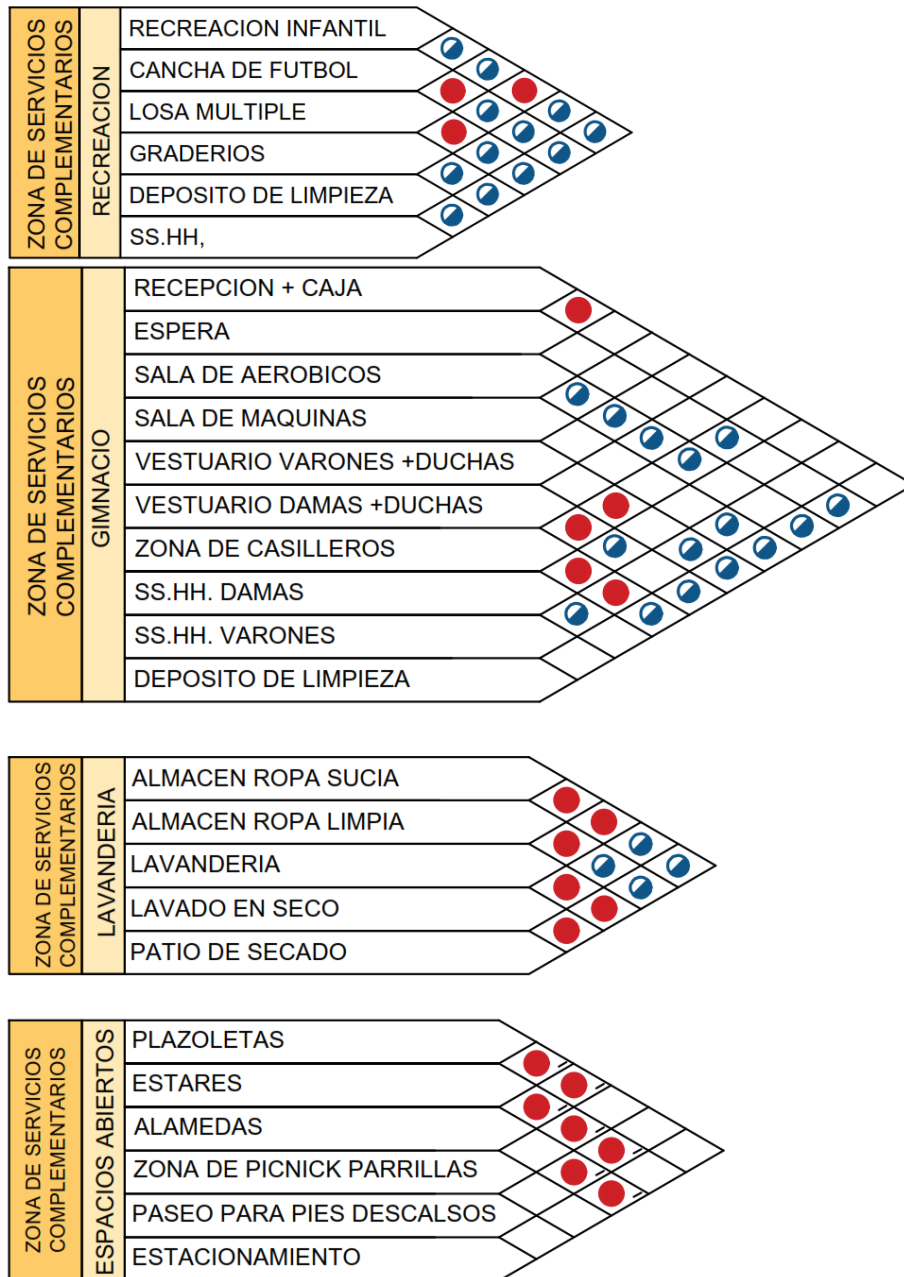 ZONA DE SERVICIOS
COMPLEMENTARIOS
RECREACION
RECREACION INFANTIL
CANCHA DE FUTBOL
LOSA MULTIPLE
GRADERIOS
DEPOSITO DE LIMPIEZA
SS.HH,
ZONA DE SERVICIOS
COMPLEMENTARIOS
GIMNACIO
RECEPCION + CAJA
ESPERA
SALA DE AEROBICOS
SALA DE MAQUINAS
VESTUARIO VARONES +DUCHAS
VESTUARIO DAMAS +DUCHAS
ZONA DE CASILLEROS
SS.HH. DAMAS
SS.HH. VARONES
DEPOSITO DE LIMPIEZA
ZONA DE SERVICIOS
COMPLEMENTARIOS
LAVANDERIA
ALMACEN ROPA SUCIA
ALMACEN ROPA LIMPIA
LAVANDERIA
LAVADO EN SECO
PATIO DE SECADO
ZONA DE SERVICIOS
COMPLEMENTARIOS
ESPACIOS ABIERTOS
PLAZOLETAS
ESTARES
ALAMEDAS
ZONA DE PICNICK PARRILLAS
PASEO PARA PIES DESCALSOS
ESTACIONAMIENTO